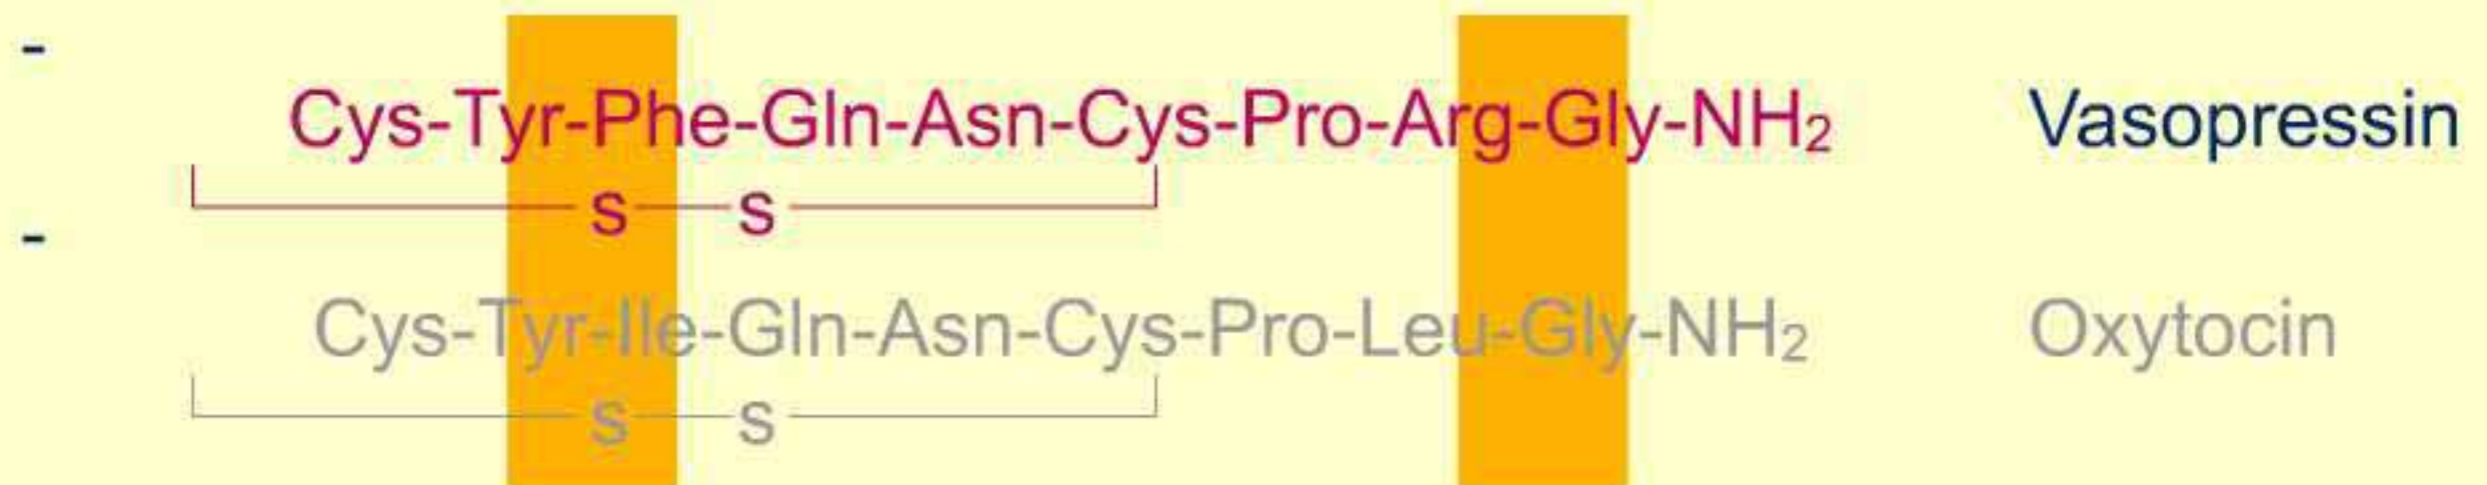 -
Cys-Tyr-Phe-Gln-Asn-Cys-Pro-Arg-Gly-NH₂ Vasopressin
s s
-
Cys-Tyr-Ile-Gln-Asn-Cys-Pro-Leu-Gly-NH₂ Oxytocin
s s